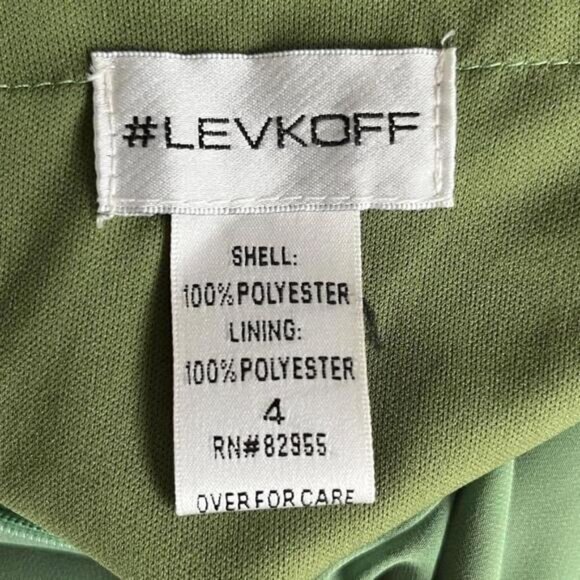 #LEVKOFF
SHELL:
100%POLYESTER
LINING:
100%POLYESTER
4
RN#82955
OVER FOR CARE